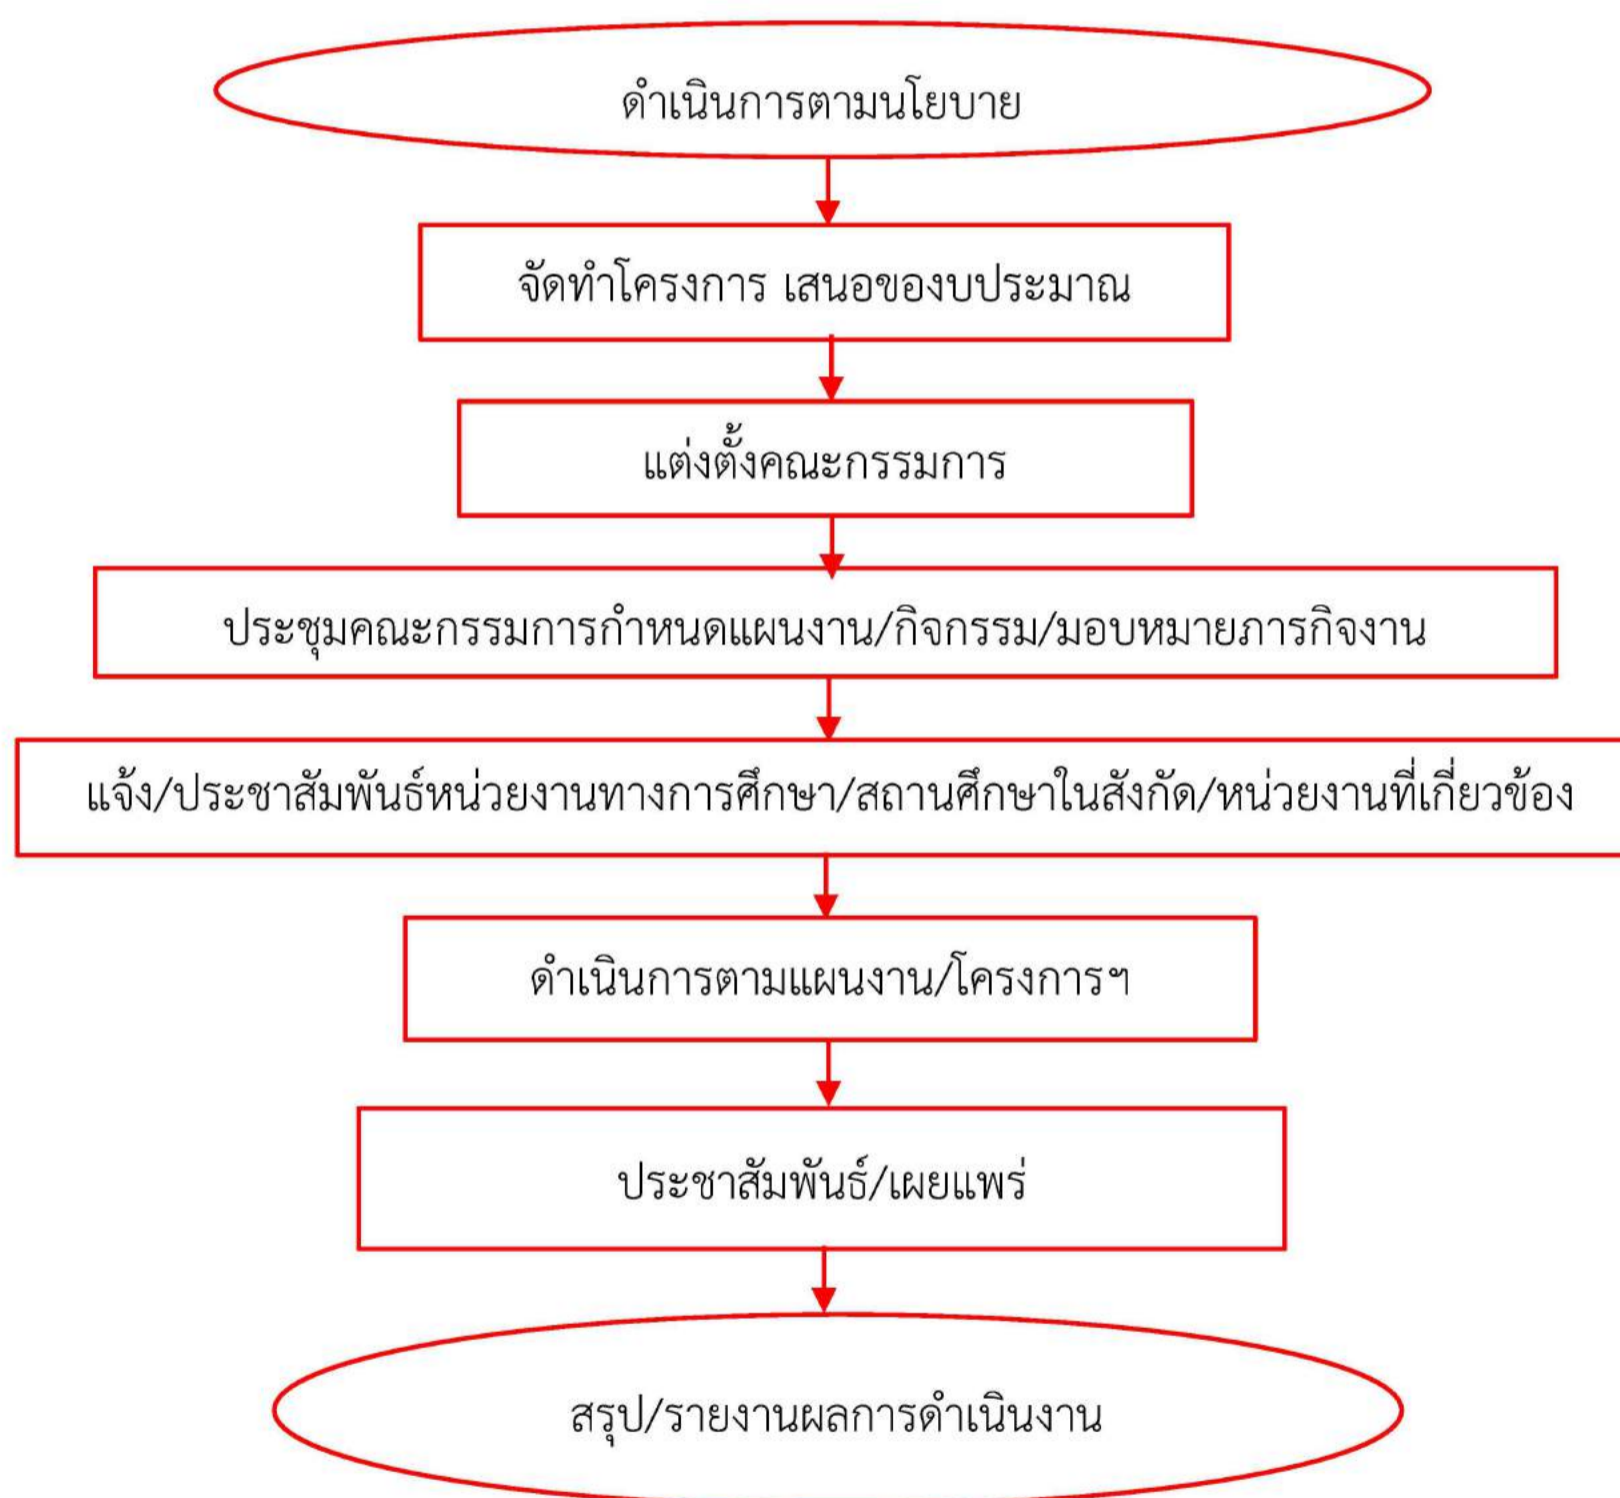 ดำเนินการตามนโยบาย
จัดทำโครงการ เสนอของบประมาณ
แต่งตั้งคณะกรรมการ
ประชุมคณะกรรมการกำหนดแผนงาน/กิจกรรม/มอบหมายภารกิจงาน
แจ้ง/ประชาสัมพันธ์หน่วยงานทางการศึกษา/สถานศึกษาในสังกัด/หน่วยงานที่เกี่ยวข้อง
ดำเนินการตามแผนงาน/โครงการฯ
ประชาสัมพันธ์/เผยแพร่
สรุป/รายงานผลการดำเนินงาน